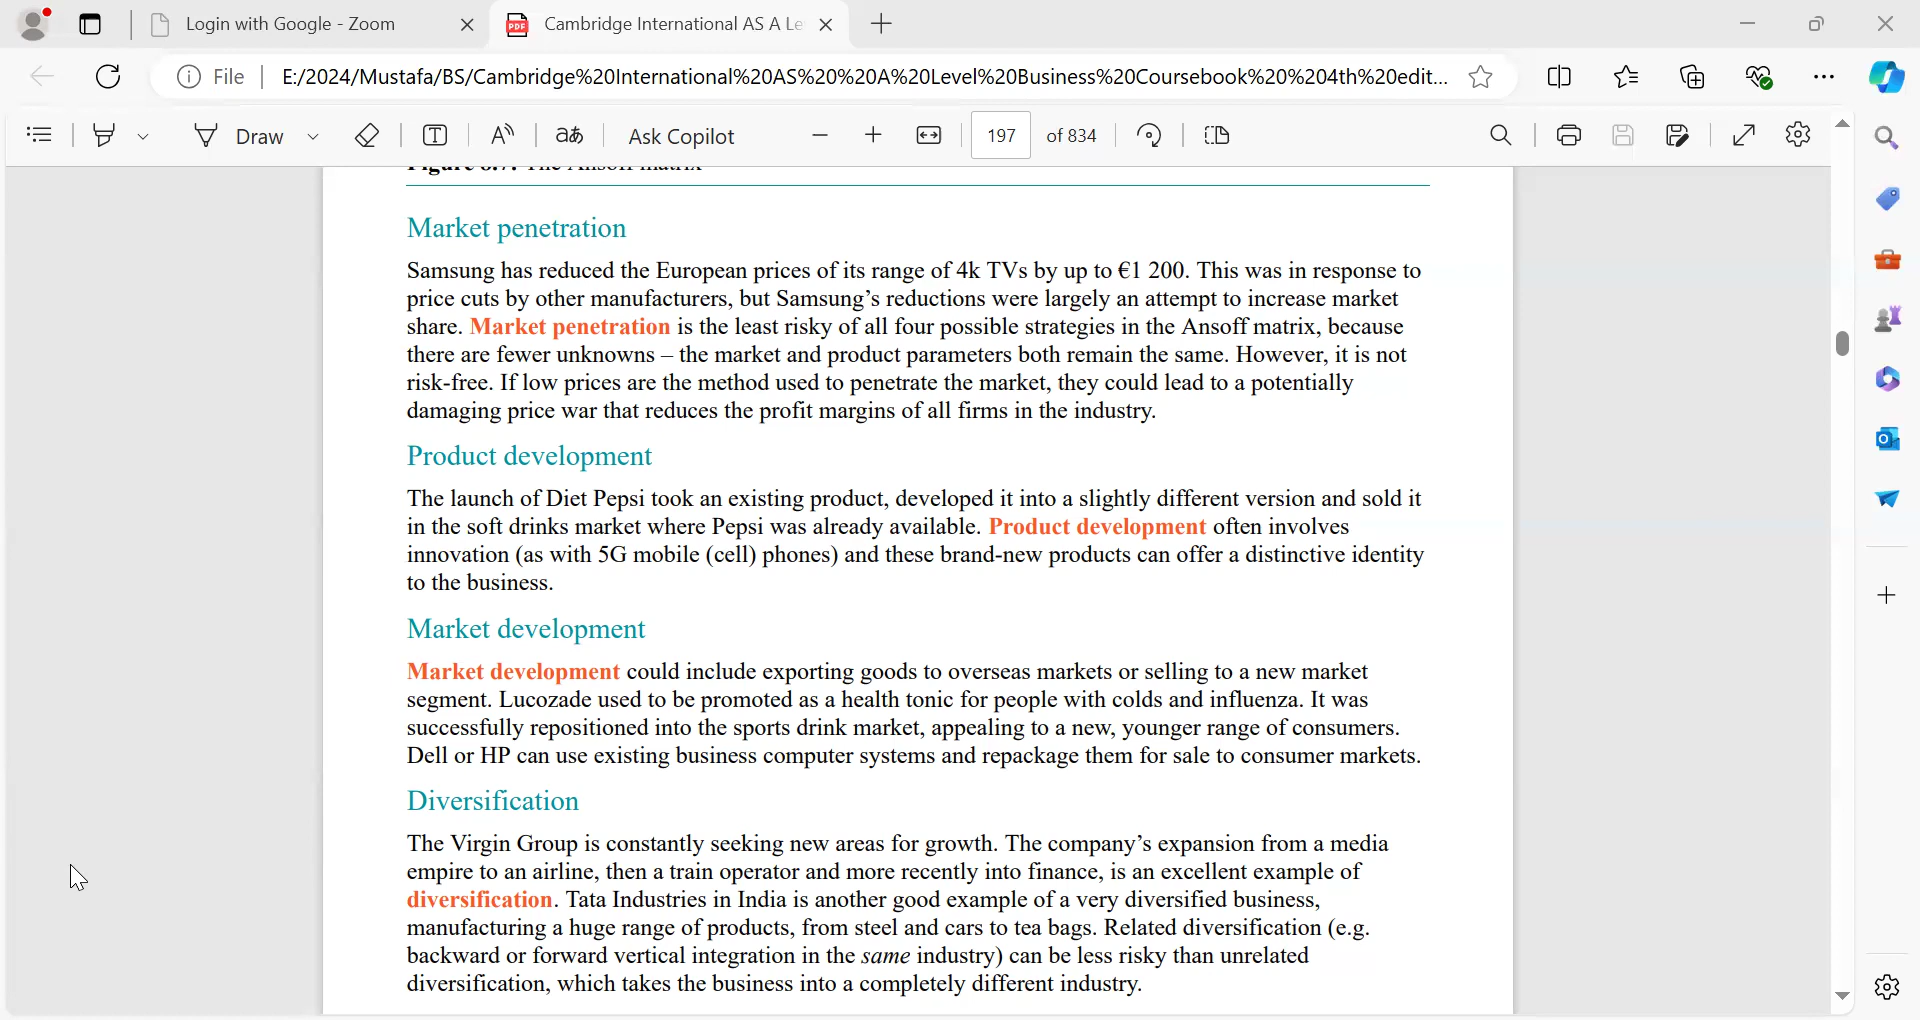 Login with Google - Zoom
Cambridge International AS A Le
File
E:/2024/Mustafa/BS/Cambridge%20International%20AS%20%20A%20Level%20Business%20Coursebook%20%204th%20edit...
Draw
aあ
Ask Copilot
197 of 834
Market penetration
Samsung has reduced the European prices of its range of 4k TVs by up to €1 200. This was in response to
price cuts by other manufacturers, but Samsung’s reductions were largely an attempt to increase market
share. Market penetration is the least risky of all four possible strategies in the Ansoff matrix, because
there are fewer unknowns – the market and product parameters both remain the same. However, it is not
risk-free. If low prices are the method used to penetrate the market, they could lead to a potentially
damaging price war that reduces the profit margins of all firms in the industry.
Product development
The launch of Diet Pepsi took an existing product, developed it into a slightly different version and sold it
in the soft drinks market where Pepsi was already available. Product development often involves
innovation (as with 5G mobile (cell) phones) and these brand-new products can offer a distinctive identity
to the business.
Market development
Market development could include exporting goods to overseas markets or selling to a new market
segment. Lucozade used to be promoted as a health tonic for people with colds and influenza. It was
successfully repositioned into the sports drink market, appealing to a new, younger range of consumers.
Dell or HP can use existing business computer systems and repackage them for sale to consumer markets.
Diversification
The Virgin Group is constantly seeking new areas for growth. The company’s expansion from a media
empire to an airline, then a train operator and more recently into finance, is an excellent example of
diversification. Tata Industries in India is another good example of a very diversified business,
manufacturing a huge range of products, from steel and cars to tea bags. Related diversification (e.g.
backward or forward vertical integration in the same industry) can be less risky than unrelated
diversification, which takes the business into a completely different industry.